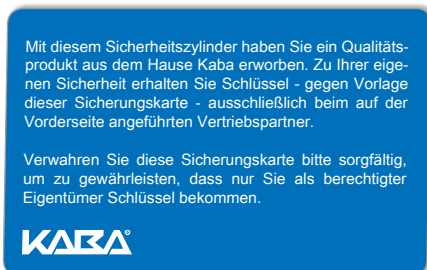 Mit diesem Sicherheitszylinder haben Sie ein Qualitäts-
produkt aus dem Hause Kaba erworben. Zu Ihrer eige-
nen Sicherheit erhalten Sie Schlüssel - gegen Vorlage
dieser Sicherungskarte - ausschließlich beim auf der
Vorderseite angeführten Vertriebspartner.
Verwahren Sie diese Sicherungskarte bitte sorgfältig,
um zu gewährleisten, dass nur Sie als berechtigter
Eigentümer Schlüssel bekommen.
KABA®